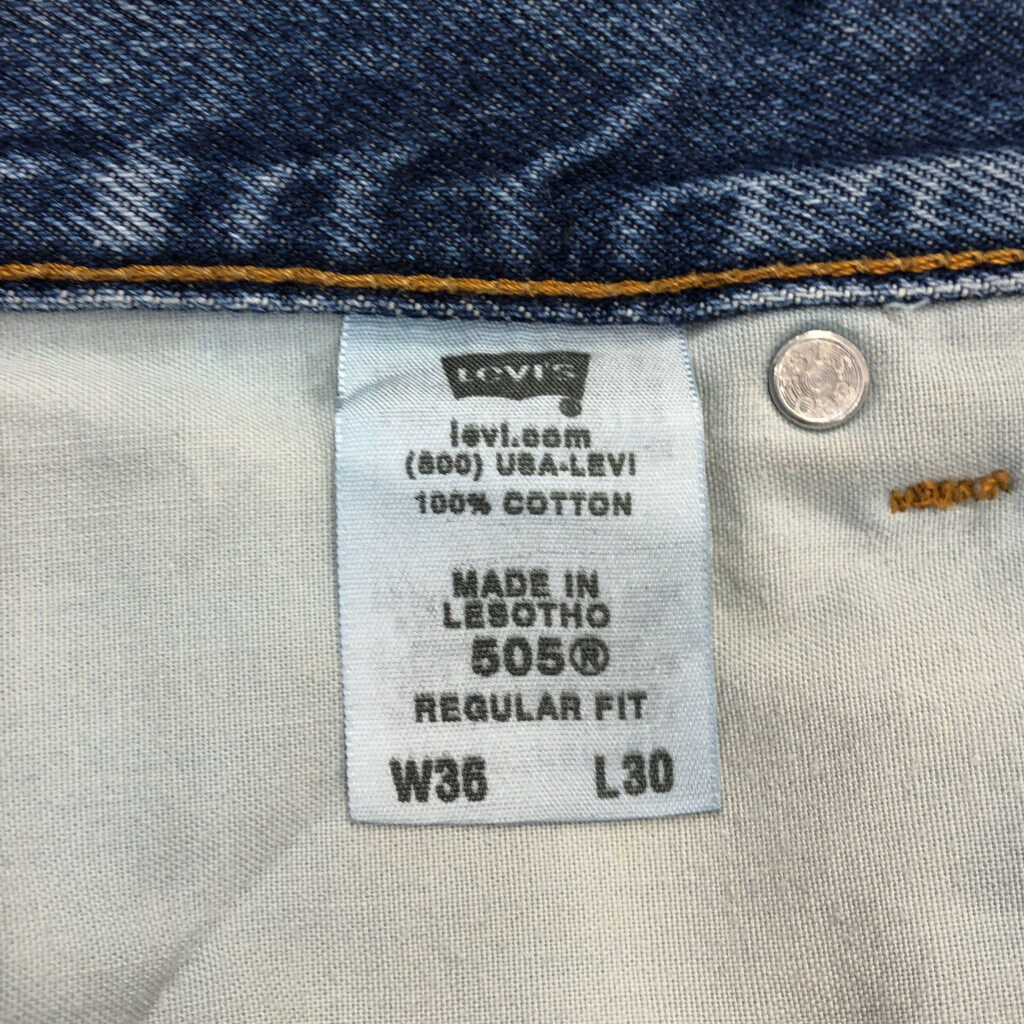 LEVI'S
levi.com
(800) USA-LEVI
100% COTTON
MADE IN
LESOTHO
505®
REGULAR FIT
W36 L30